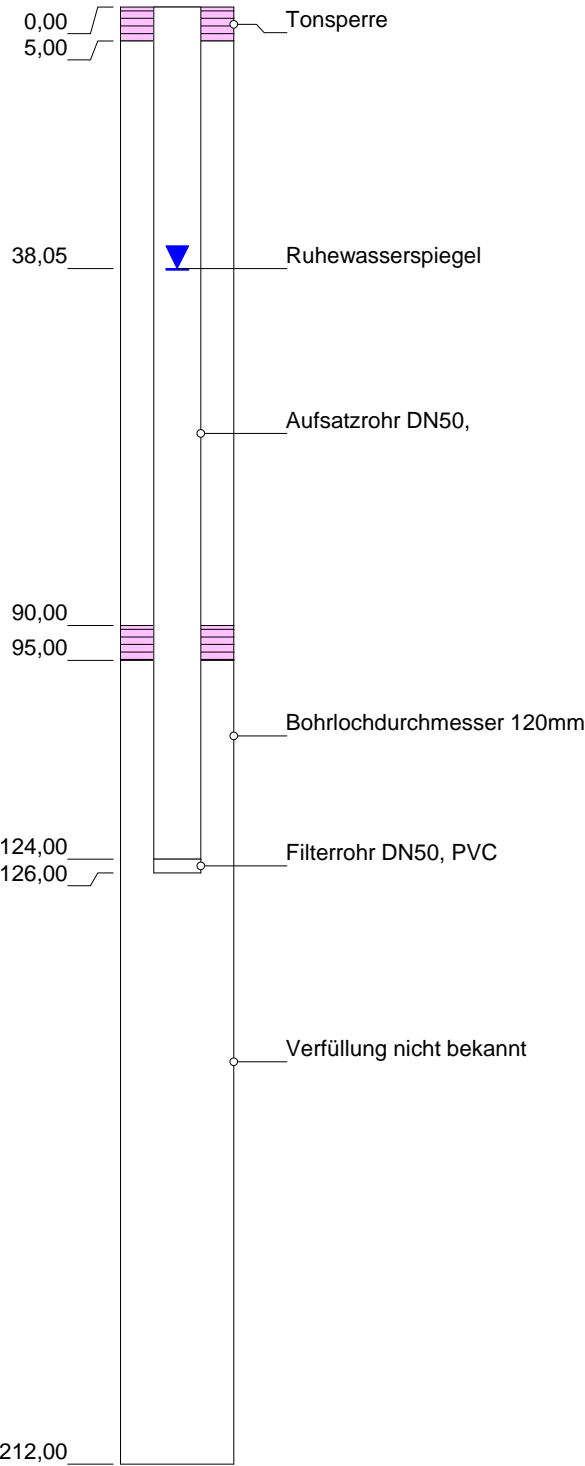 0,00
Tonsperre
5,00
38,05
Ruhewasserspiegel
Aufsatzrohr DN50,
90,00
95,00
Bohrlochdurchmesser 120mm
124,00
Filterrohr DN50, PVC
126,00
Verfüllung nicht bekannt
212,00